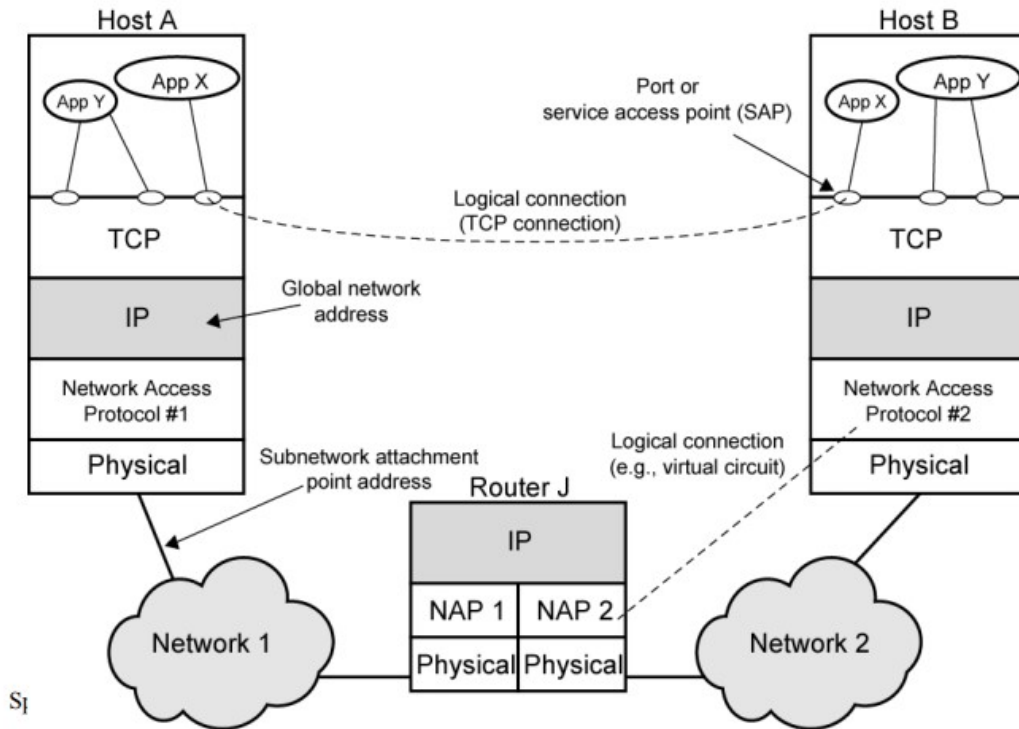 Host A
Host B
App X
App Y
App Y
App X
Port or
service access point (SAP)
Logical connection
(TCP connection)
TCP
TCP
Global network
address
IP
IP
Network Access
Protocol #1
Network Access
Protocol #2
Logical connection
(e.g., virtual circuit)
Physical
Subnetwork attachment
point address
Physical
Router J
IP
NAP 1
NAP 2
Network 1
Network 2
Physical
Physical